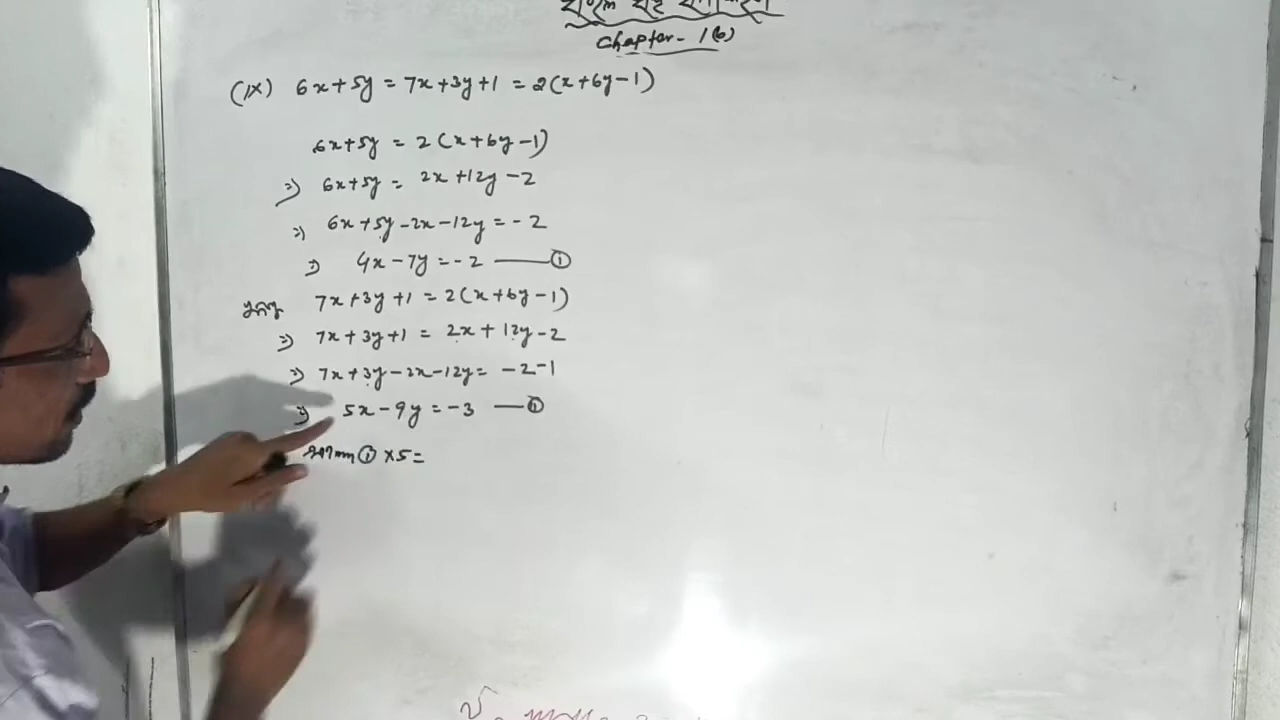 Chapter - 1(b)
(ix) 6x+5y = 7x+3y+1 = 2(x+6y-1)
6x+5y = 2(x+6y-1)
⇒ 6x+5y = 2x+12y-2
⇒ 6x+5y-2x-12y = -2
⇒ 4x-7y = -2 —①
7x+3y+1 = 2(x+6y-1)
⇒ 7x+3y+1 = 2x+12y-2
⇒ 7x+3y-2x-12y = -2-1
⇒ 5x-9y = -3 —①
① ×5 =